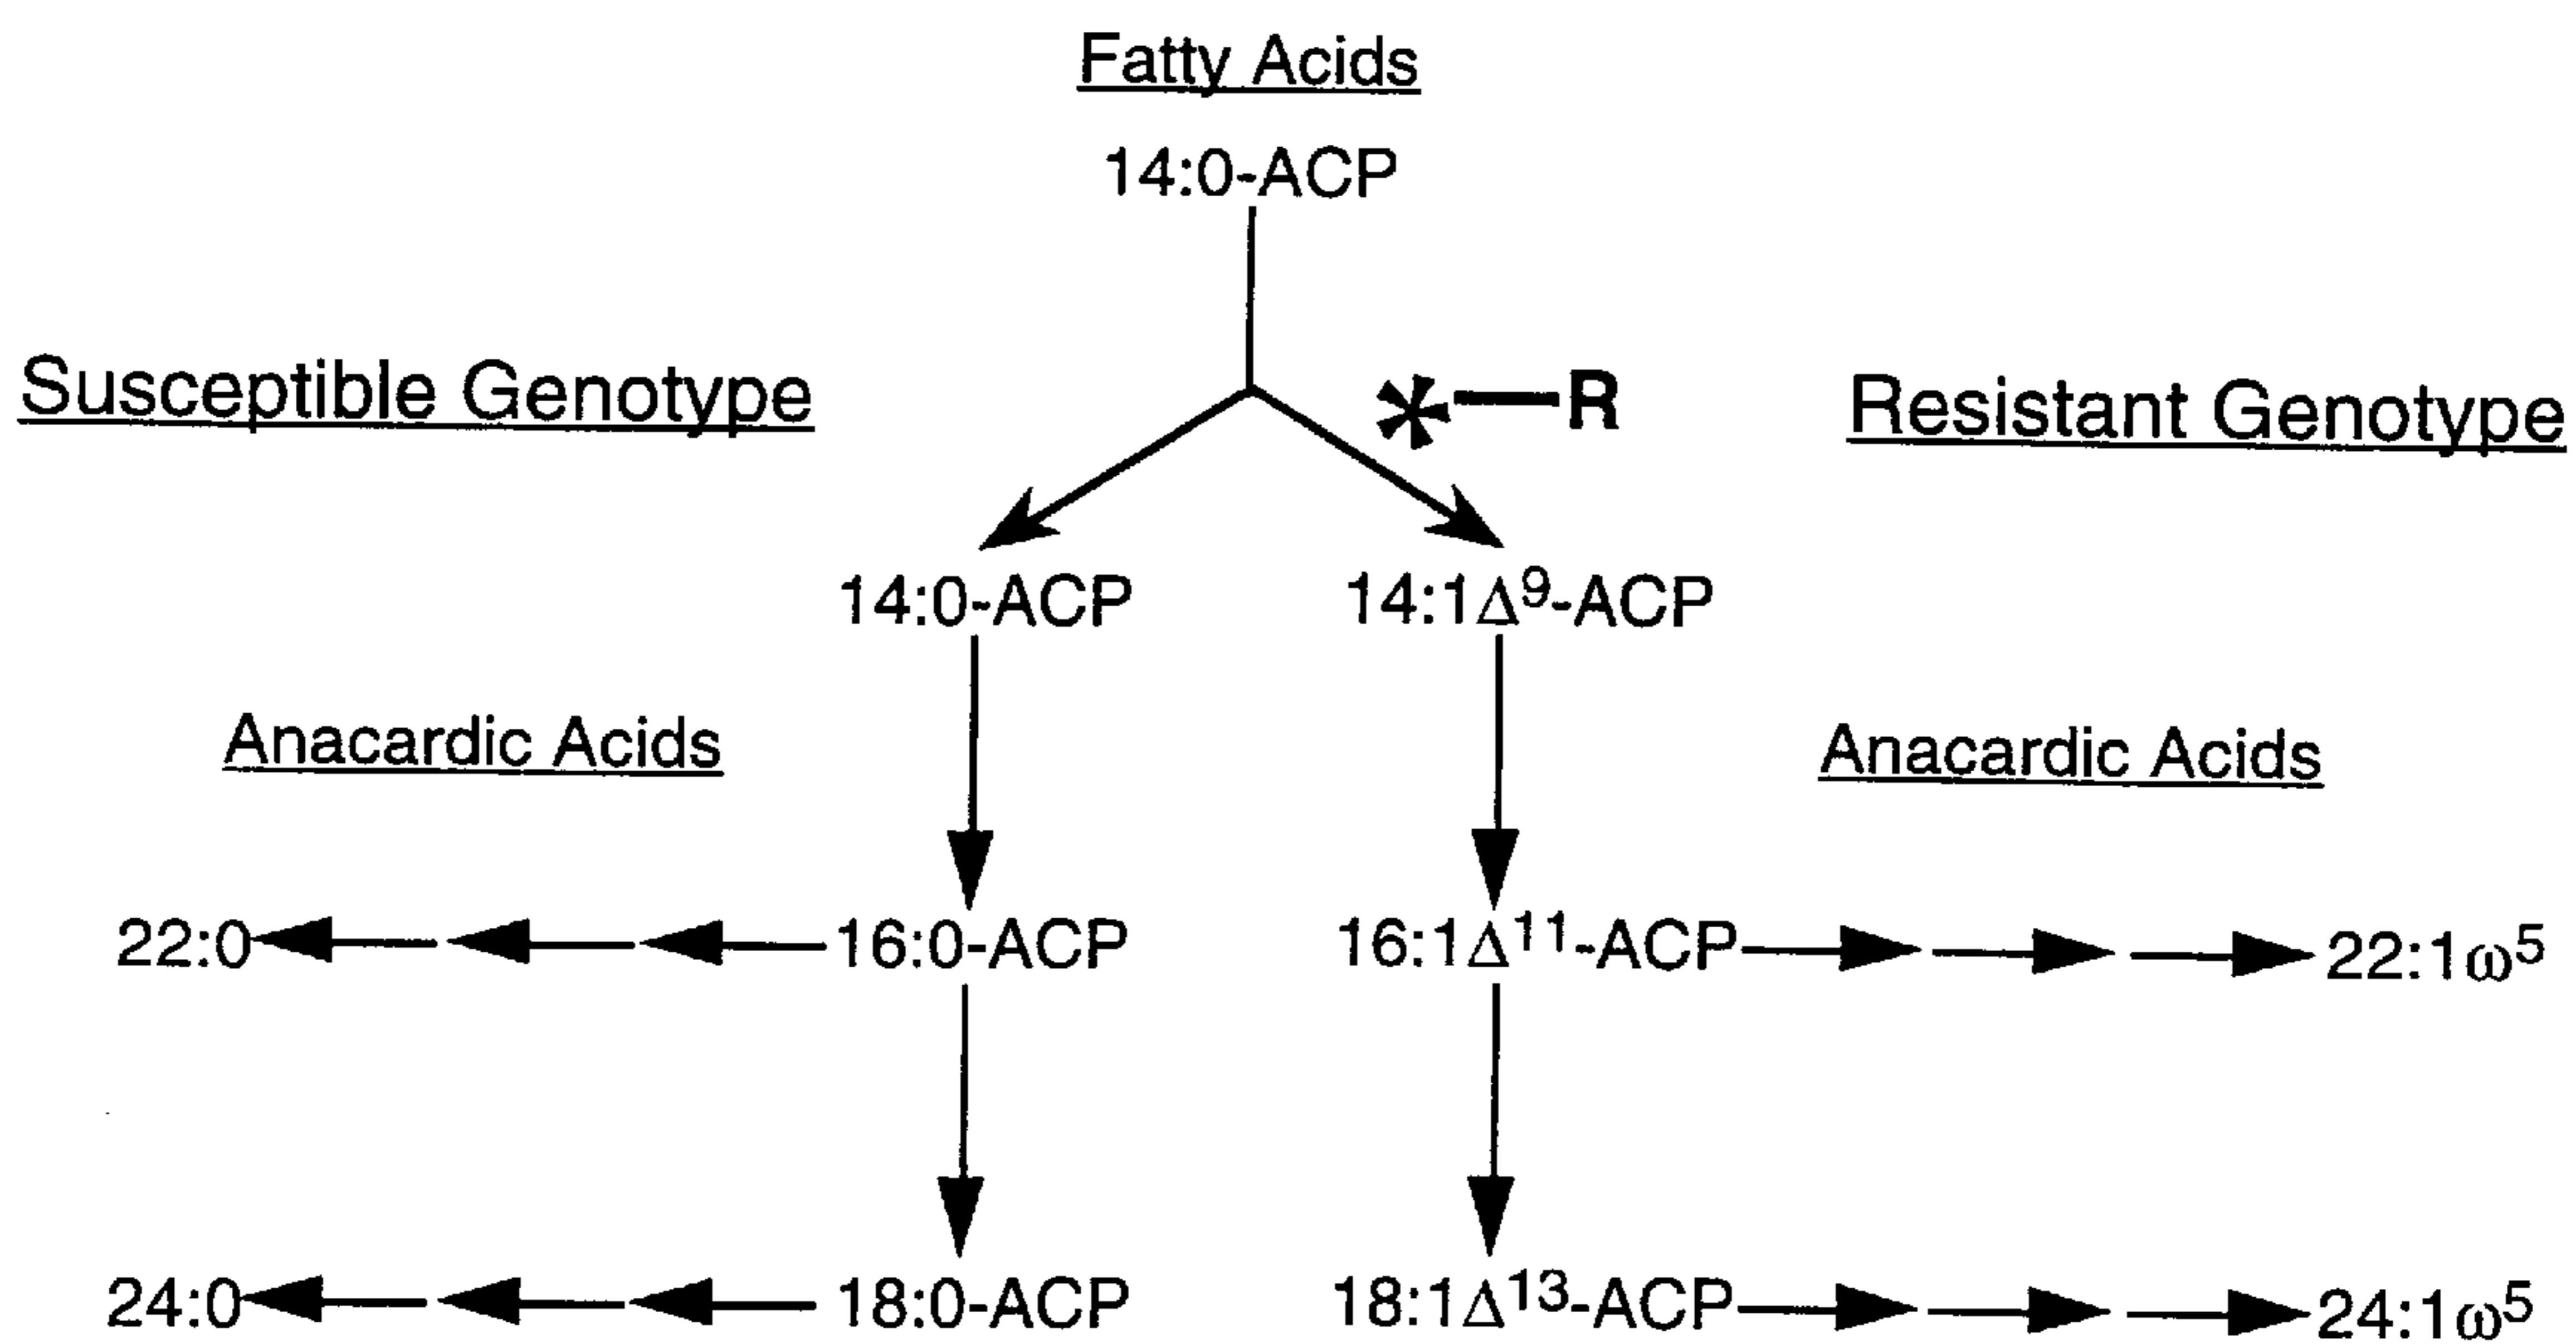 Fatty Acids
14:0-ACP
Susceptible Genotype
*—R
Resistant Genotype
14:0-ACP
14:1Δ⁹-ACP
Anacardic Acids
Anacardic Acids
22:0
16:0-ACP
16:1Δ¹¹-ACP
22:1ω⁵
24:0
18:0-ACP
18:1Δ¹³-ACP
24:1ω⁵